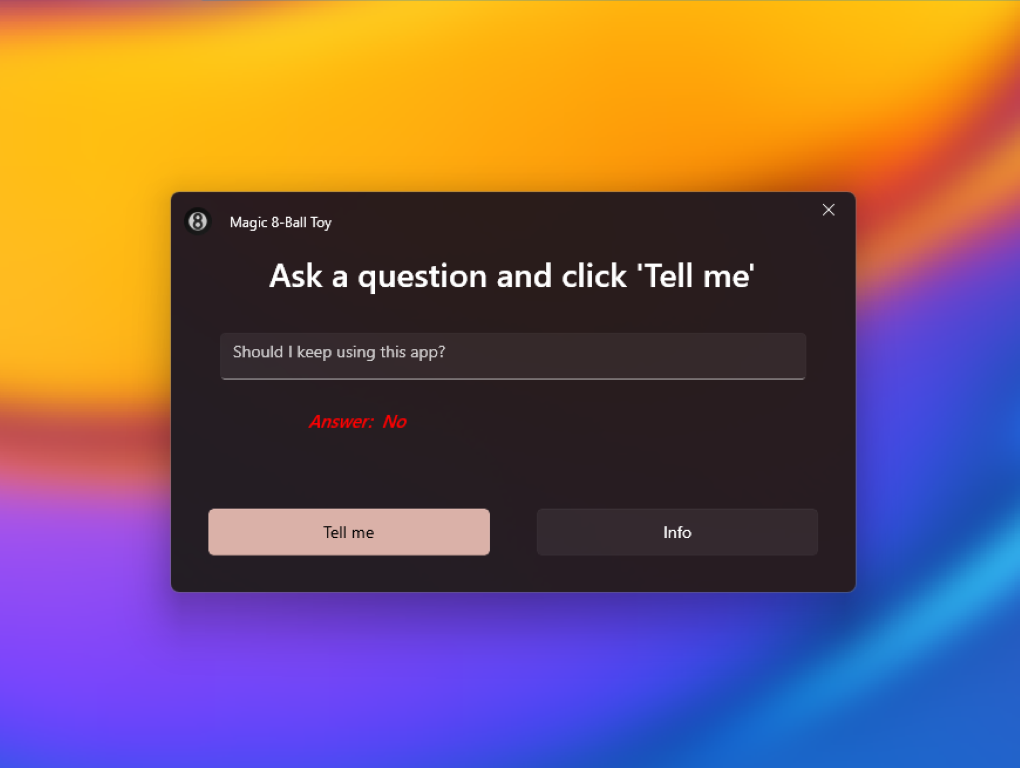 8
Magic 8-Ball Toy
Ask a question and click 'Tell me'
Should I keep using this app?
Answer:  No
Tell me
Info